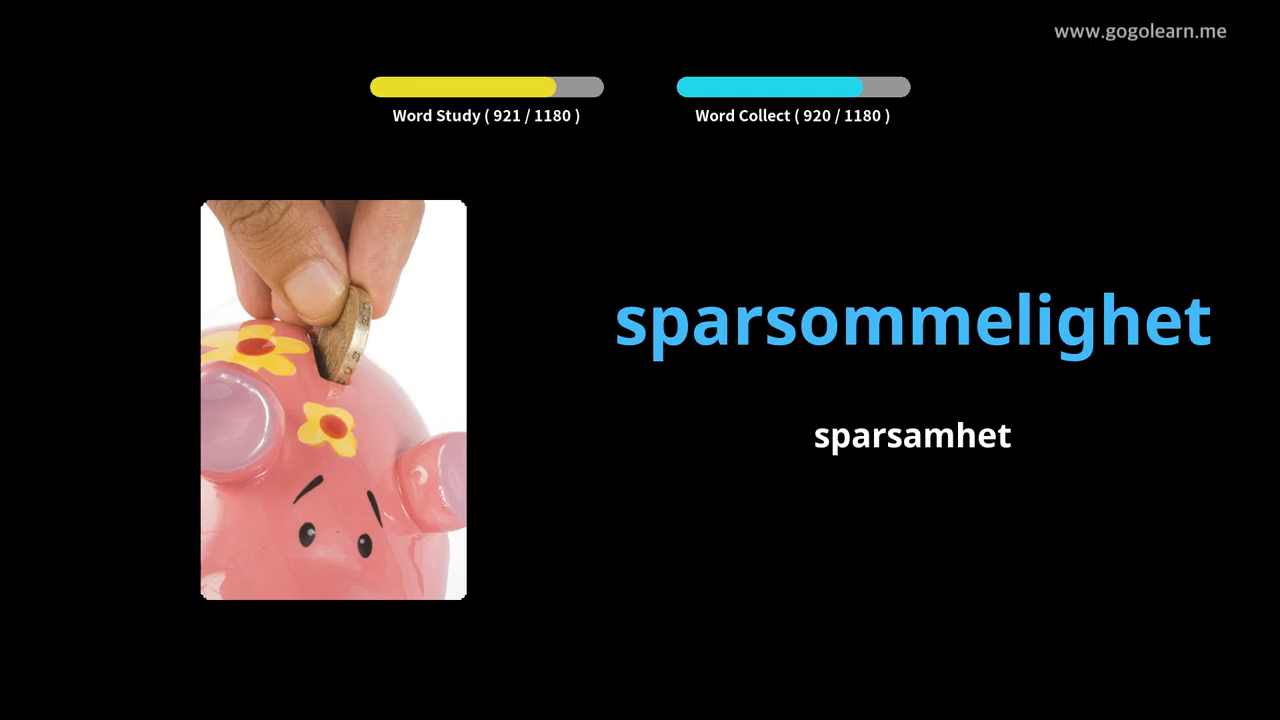 www.gogolearn.me
Word Study ( 921 / 1180 )
Word Collect ( 920 / 1180 )
sparsommelighet
sparsamhet